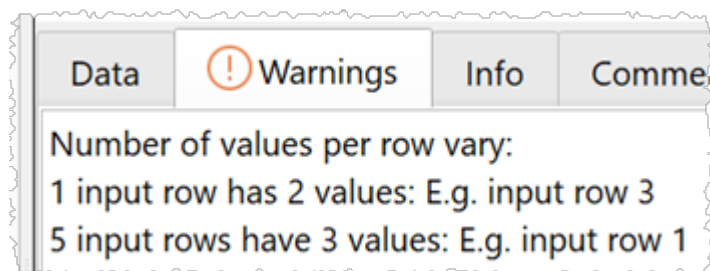 Data Warnings Info Comme
Number of values per row vary:
1 input row has 2 values: E.g. input row 3
5 input rows have 3 values: E.g. input row 1